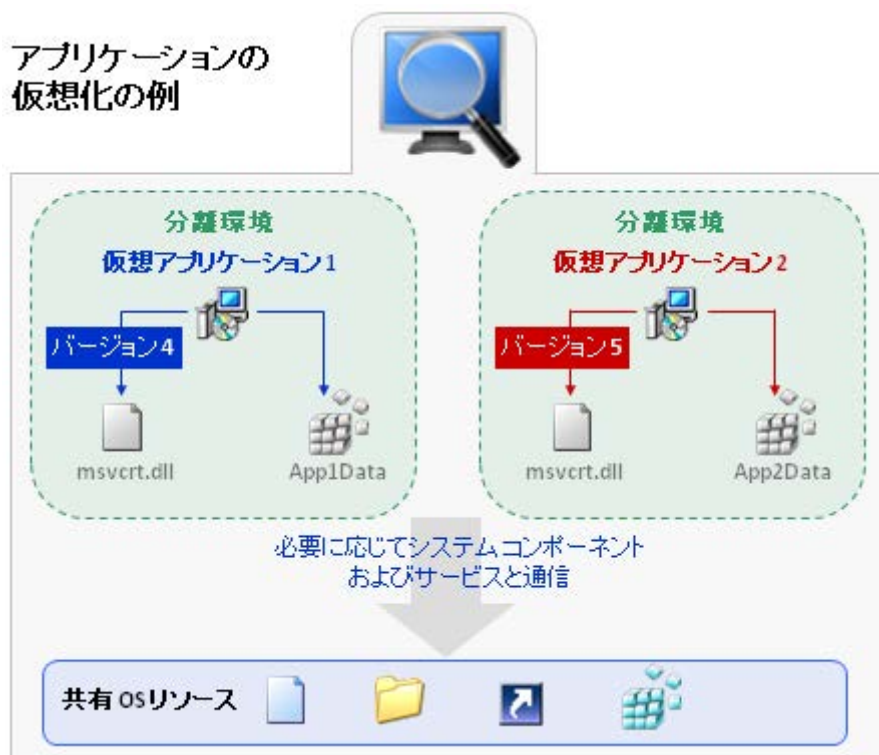 アプリケーションの
仮想化の例
分離環境
仮想アプリケーション1
バージョン4
msvcrt.dll
App1Data
分離環境
仮想アプリケーション2
バージョン5
msvcrt.dll
App2Data
必要に応じてシステムコンポーネント
およびサービスと通信
共有OSリソース